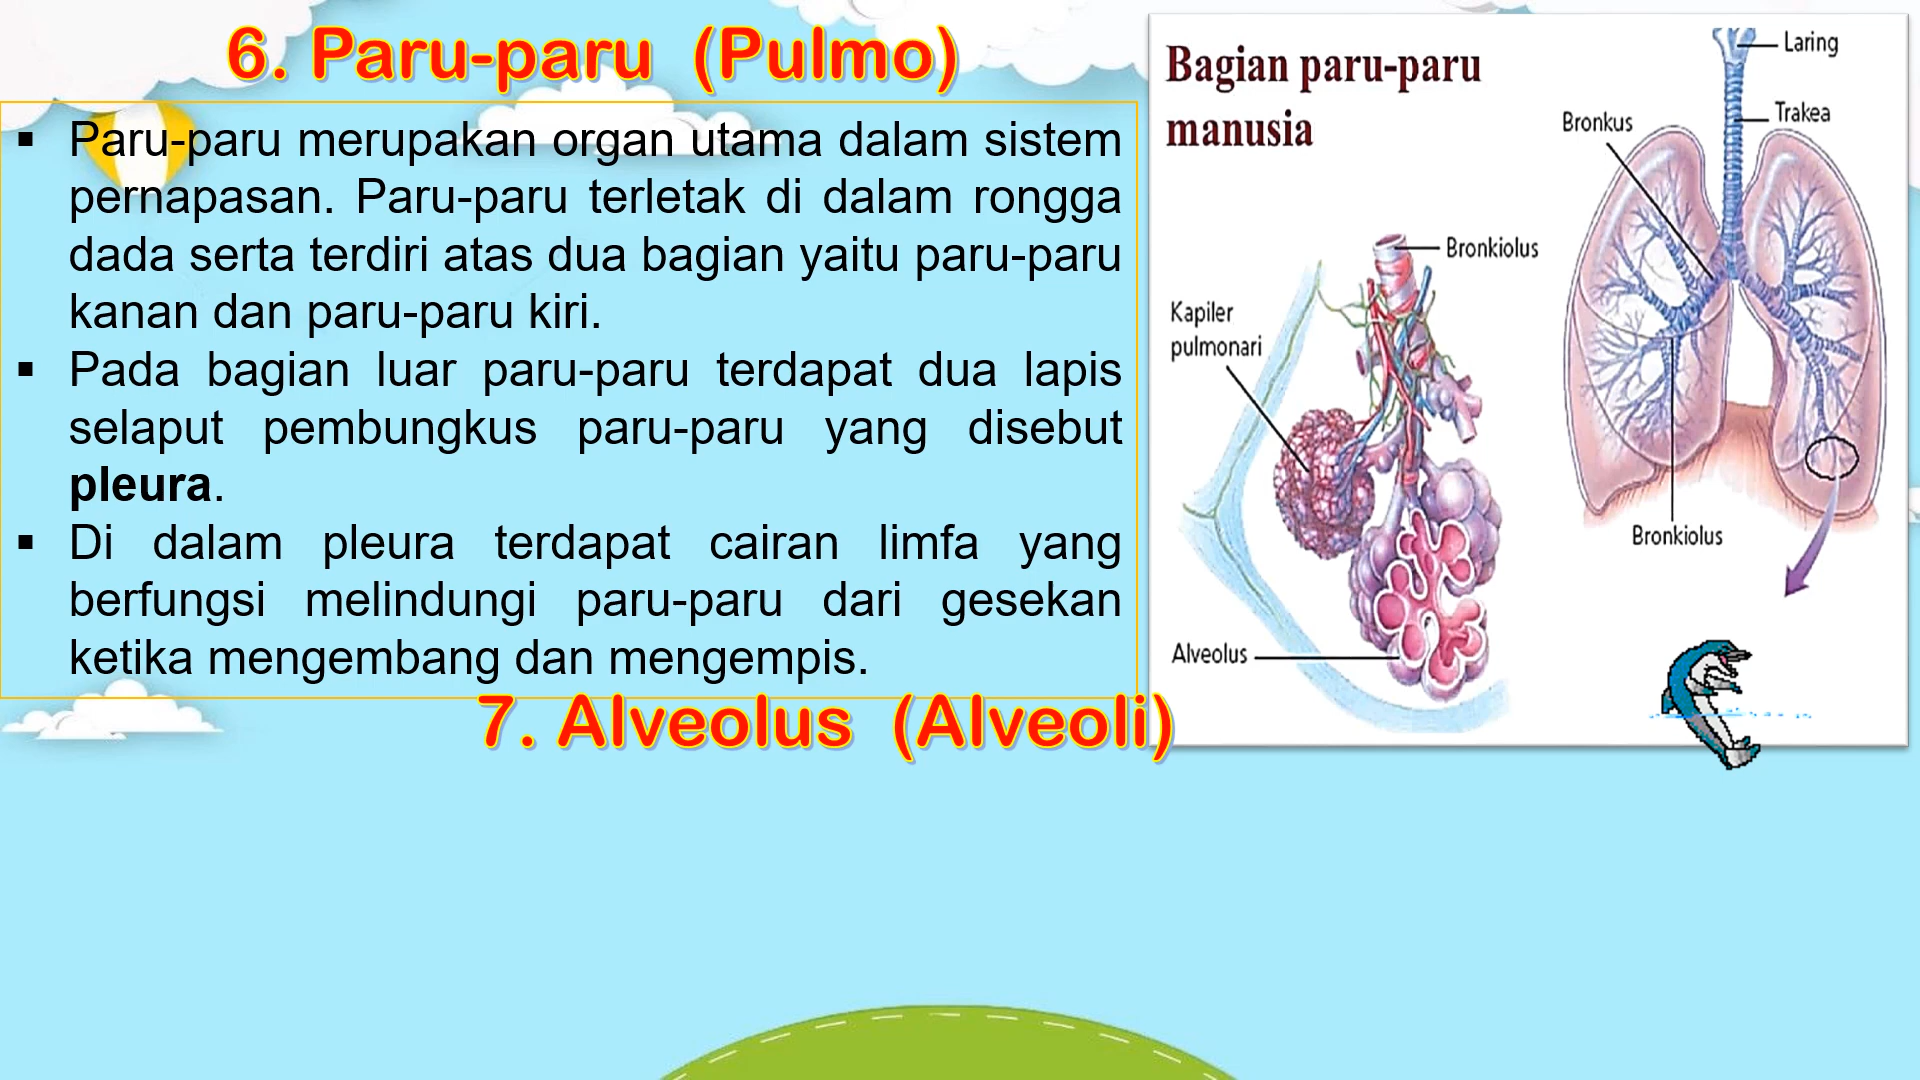 6. Paru-paru (Pulmo)
▪ Paru-paru merupakan organ utama dalam sistem
pernapasan. Paru-paru terletak di dalam rongga
dada serta terdiri atas dua bagian yaitu paru-paru
kanan dan paru-paru kiri.
▪ Pada bagian luar paru-paru terdapat dua lapis
selaput pembungkus paru-paru yang disebut
pleura.
▪ Di dalam pleura terdapat cairan limfa yang
berfungsi melindungi paru-paru dari gesekan
ketika mengembang dan mengempis.
7. Alveolus (Alveoli)
Bagian paru-paru
manusia
Laring
Trakea
Bronkus
Bronkiolus
Kapiler
pulmonari
Bronkiolus
Alveolus